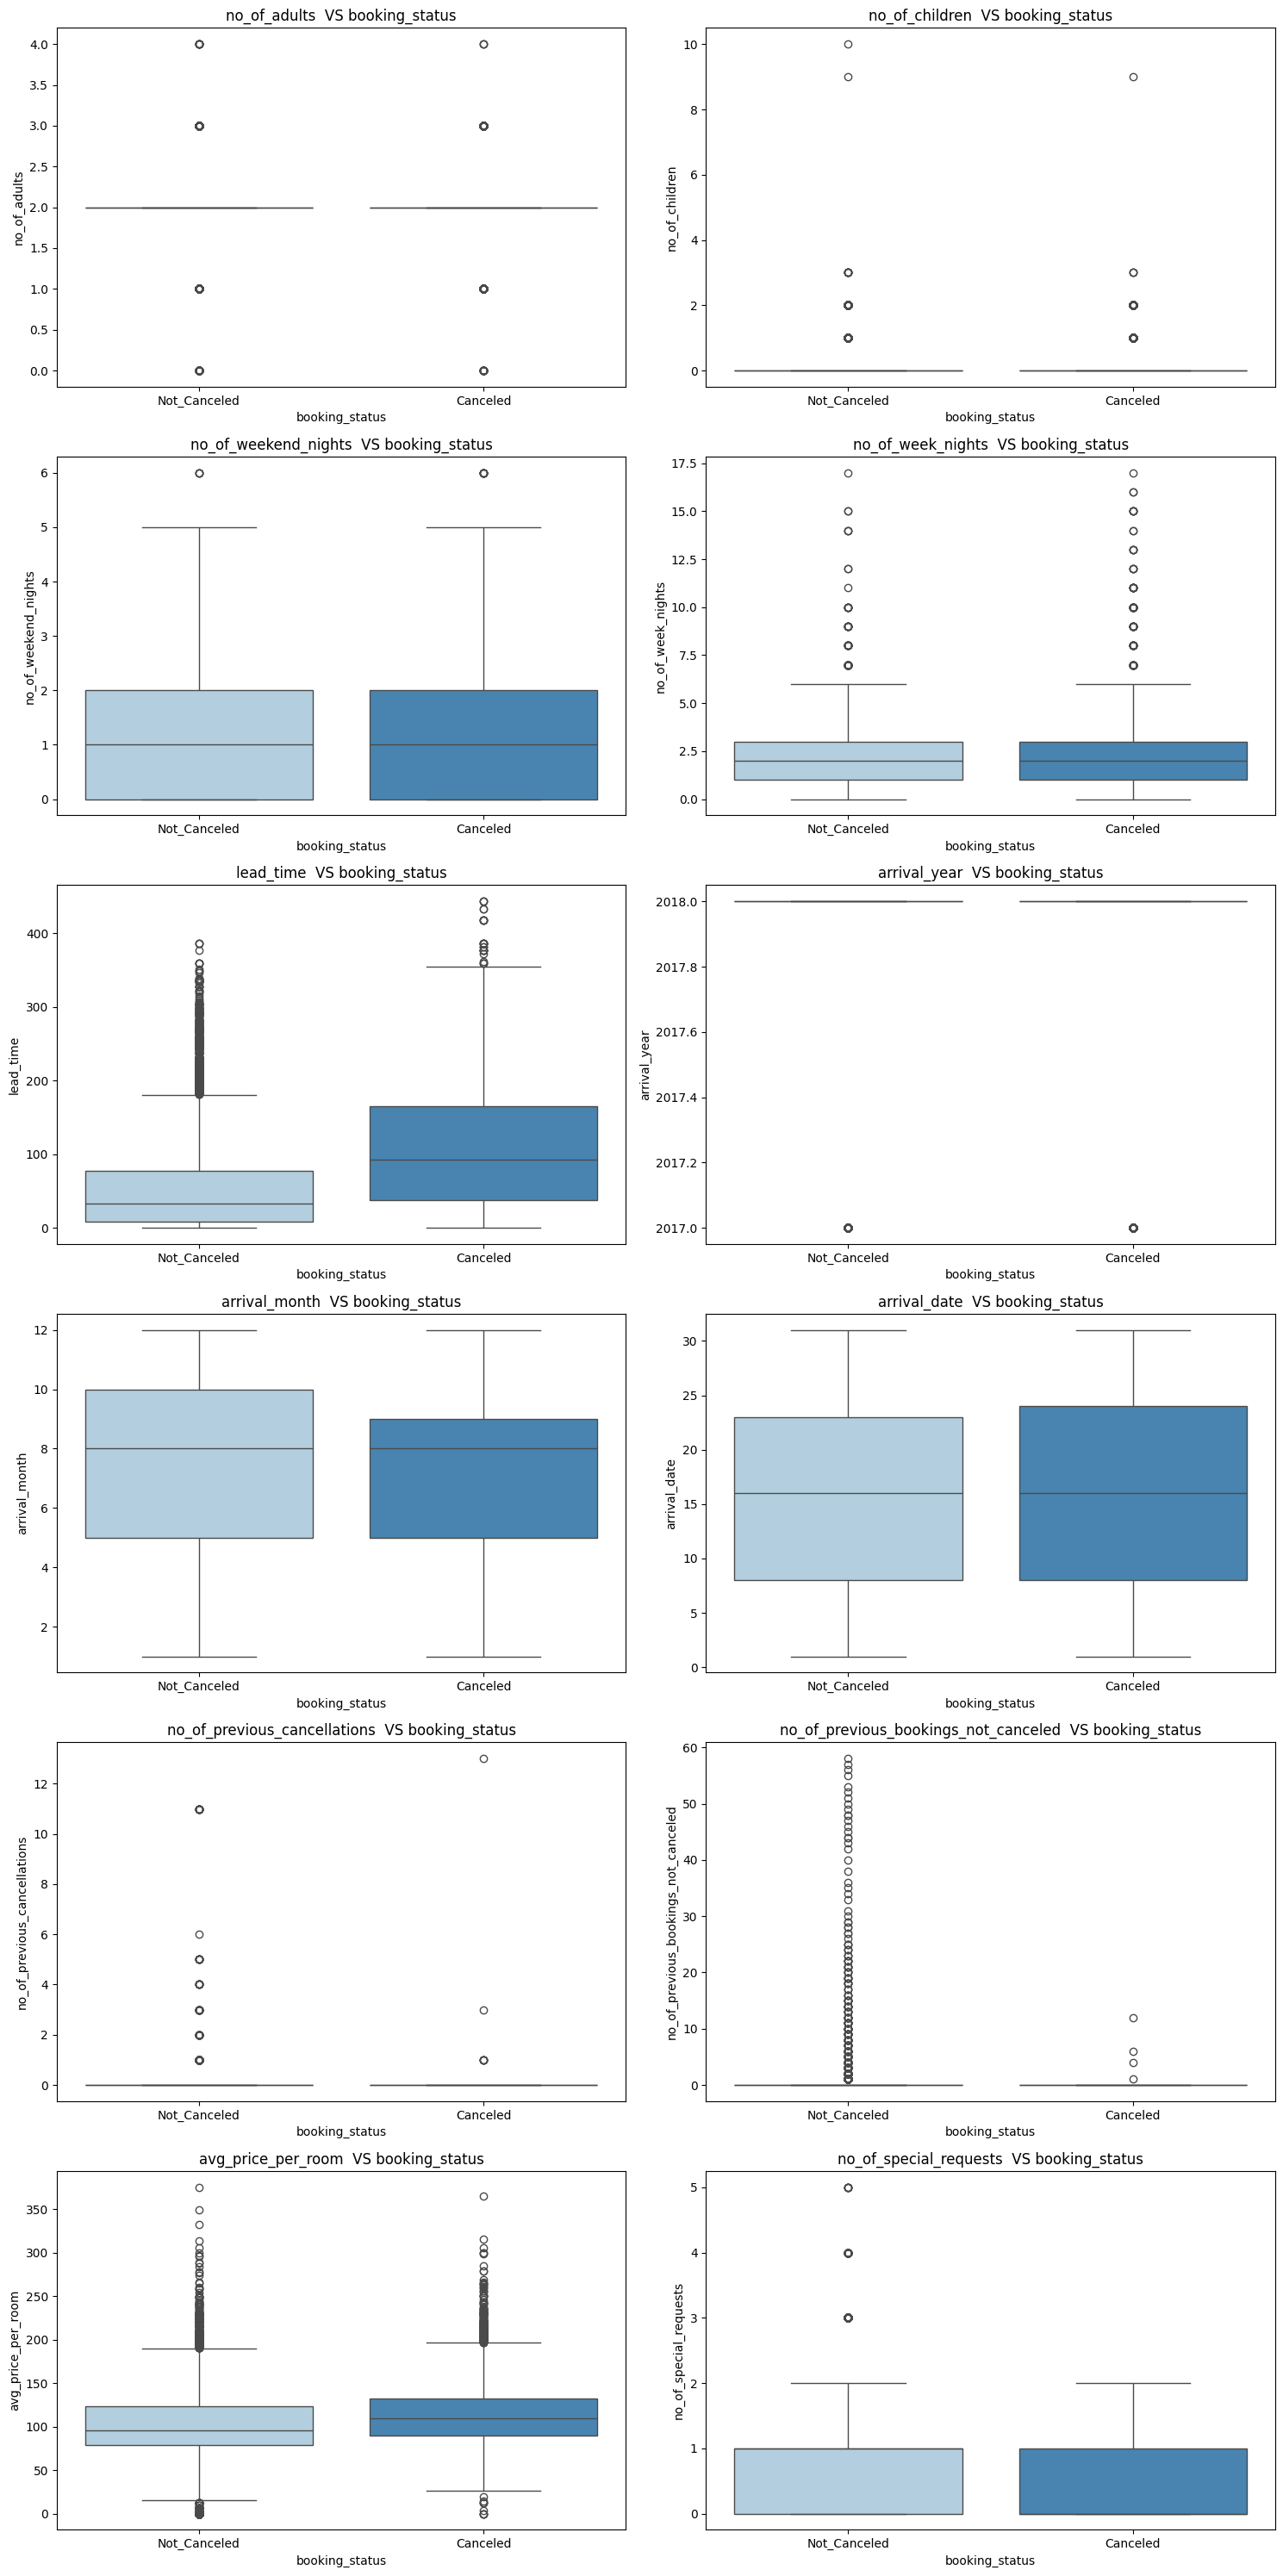 no_of_adults  VS booking_status
4.0
3.5
3.0
2.5
2.0
1.5
1.0
0.5
0.0
no_of_adults
Not_Canceled
Canceled
booking_status
no_of_children  VS booking_status
10
8
6
4
2
0
no_of_children
Not_Canceled
Canceled
booking_status
no_of_weekend_nights  VS booking_status
6
5
4
3
2
1
0
no_of_weekend_nights
Not_Canceled
Canceled
booking_status
no_of_week_nights  VS booking_status
17.5
15.0
12.5
10.0
7.5
5.0
2.5
0.0
no_of_week_nights
Not_Canceled
Canceled
booking_status
lead_time  VS booking_status
400
300
200
100
0
lead_time
Not_Canceled
Canceled
booking_status
arrival_year  VS booking_status
2018.0
2017.8
2017.6
2017.4
2017.2
2017.0
arrival_year
Not_Canceled
Canceled
booking_status
arrival_month  VS booking_status
12
10
8
6
4
2
arrival_month
Not_Canceled
Canceled
booking_status
arrival_date  VS booking_status
30
25
20
15
10
5
0
arrival_date
Not_Canceled
Canceled
booking_status
no_of_previous_cancellations  VS booking_status
12
10
8
6
4
2
0
no_of_previous_cancellations
Not_Canceled
Canceled
booking_status
no_of_previous_bookings_not_canceled  VS booking_status
60
50
40
30
20
10
0
no_of_previous_bookings_not_canceled
Not_Canceled
Canceled
booking_status
avg_price_per_room  VS booking_status
350
300
250
200
150
100
50
0
avg_price_per_room
Not_Canceled
Canceled
booking_status
no_of_special_requests  VS booking_status
5
4
3
2
1
0
no_of_special_requests
Not_Canceled
Canceled
booking_status